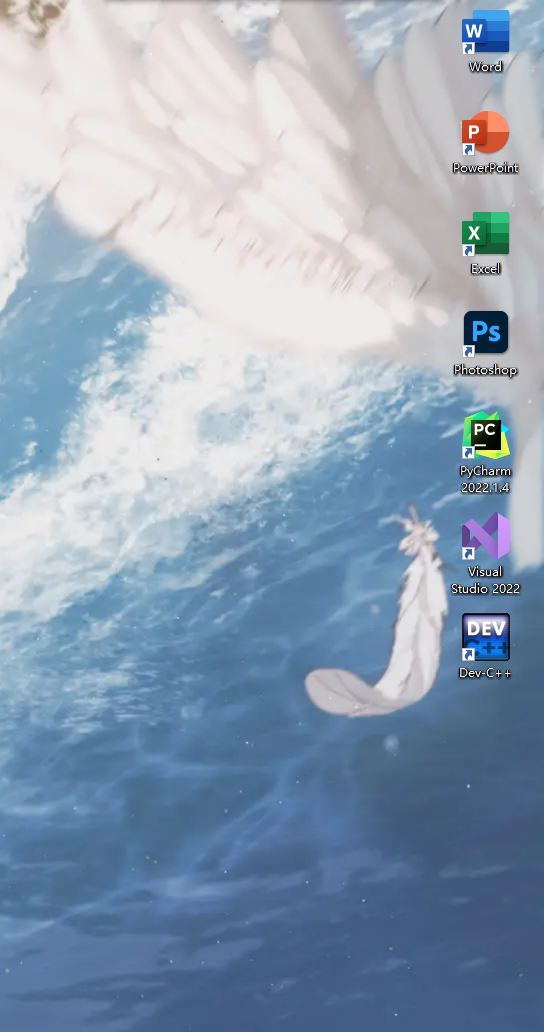 W
Word
P
PowerPoint
X
Excel
Ps
Photoshop
PC
PyCharm
2022.1.4
Visual
Studio 2022
DEV
C++
Dev-C++